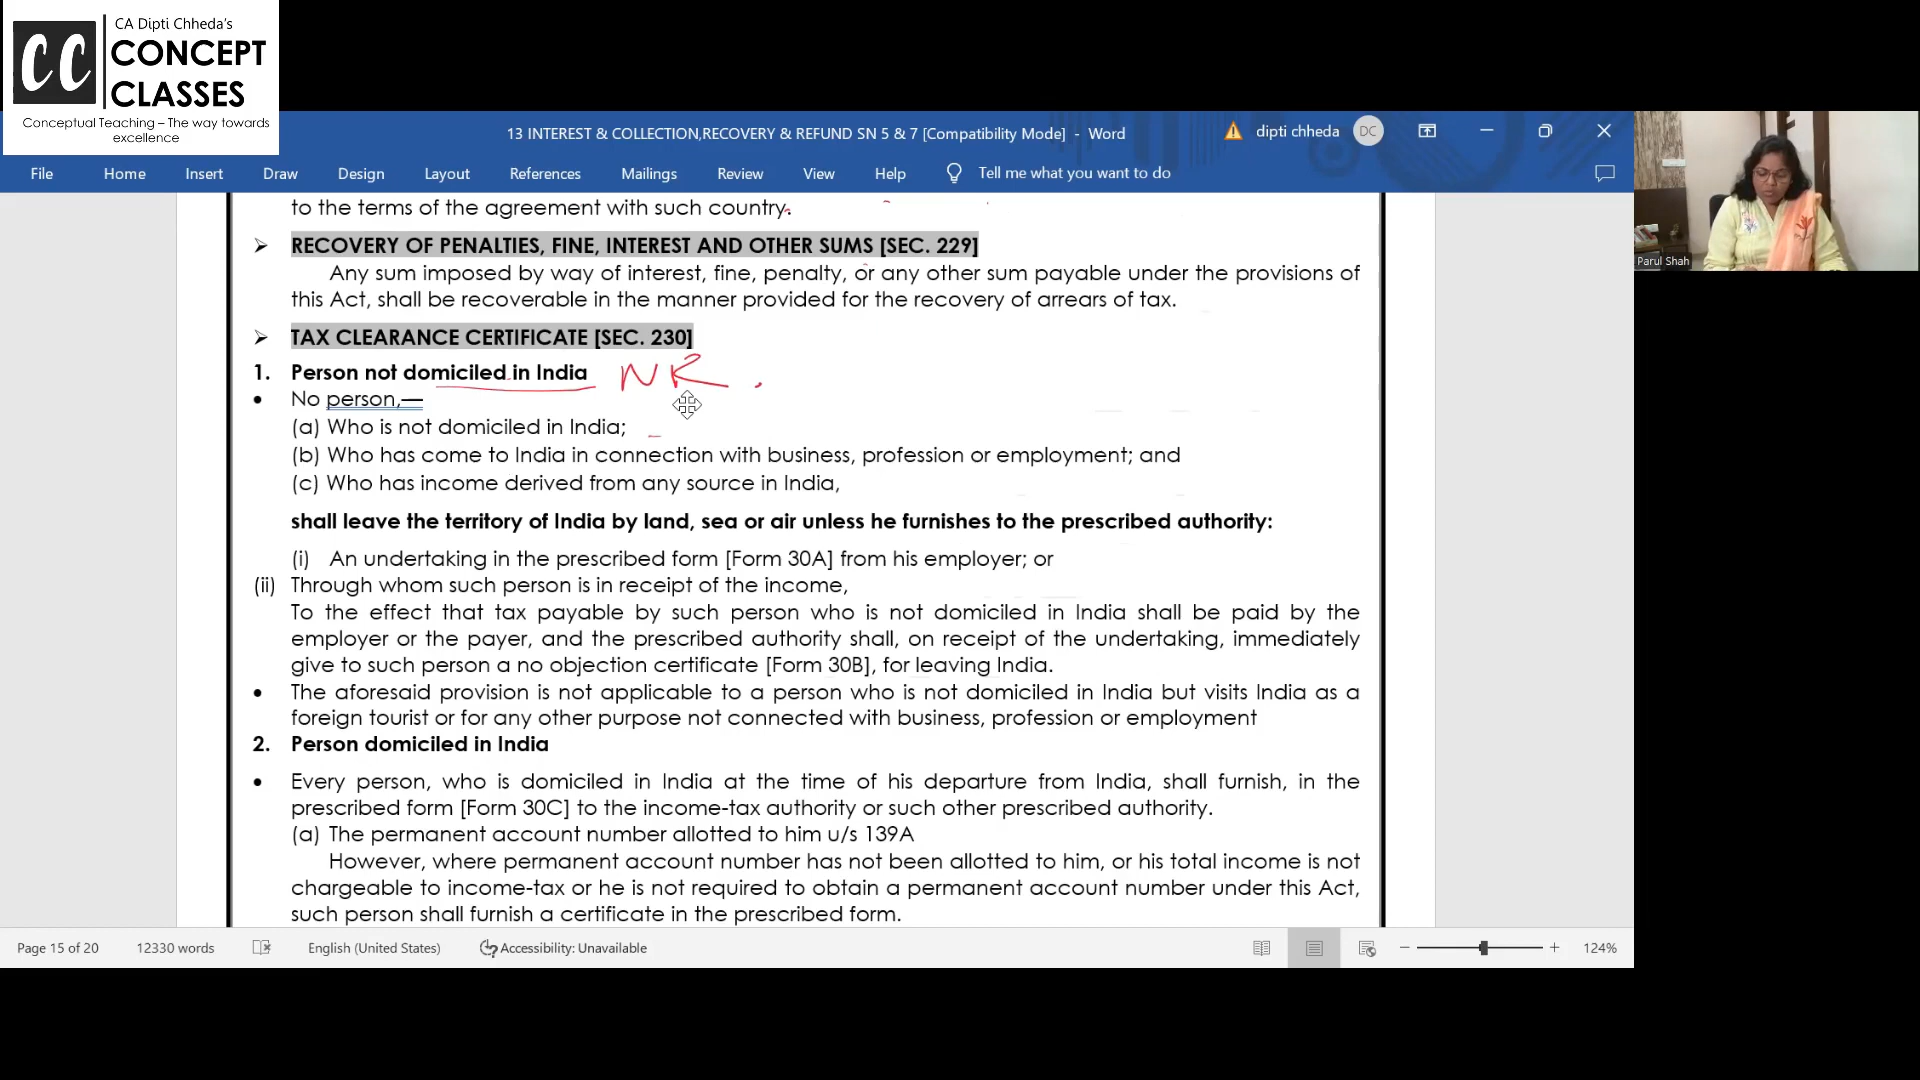 CC
CA Dipti Chheda's
CONCEPT
CLASSES
Conceptual Teaching – The way towards
excellence
13 INTEREST & COLLECTION,RECOVERY & REFUND SN 5 & 7 [Compatibility Mode] - Word
dipti chheda DC
File Home Insert Draw Design Layout References Mailings Review View Help Tell me what you want to do
Parul Shah
to the terms of the agreement with such country.
➢ RECOVERY OF PENALTIES, FINE, INTEREST AND OTHER SUMS [SEC. 229]
Any sum imposed by way of interest, fine, penalty, or any other sum payable under the provisions of
this Act, shall be recoverable in the manner provided for the recovery of arrears of tax.
➢ TAX CLEARANCE CERTIFICATE [SEC. 230]
1. Person not domiciled in India NR .
• No person,—
(a) Who is not domiciled in India;
(b) Who has come to India in connection with business, profession or employment; and
(c) Who has income derived from any source in India,
shall leave the territory of India by land, sea or air unless he furnishes to the prescribed authority:
(i) An undertaking in the prescribed form [Form 30A] from his employer; or
(ii) Through whom such person is in receipt of the income,
To the effect that tax payable by such person who is not domiciled in India shall be paid by the
employer or the payer, and the prescribed authority shall, on receipt of the undertaking, immediately
give to such person a no objection certificate [Form 30B], for leaving India.
• The aforesaid provision is not applicable to a person who is not domiciled in India but visits India as a
foreign tourist or for any other purpose not connected with business, profession or employment
2. Person domiciled in India
• Every person, who is domiciled in India at the time of his departure from India, shall furnish, in the
prescribed form [Form 30C] to the income-tax authority or such other prescribed authority.
(a) The permanent account number allotted to him u/s 139A
However, where permanent account number has not been allotted to him, or his total income is not
chargeable to income-tax or he is not required to obtain a permanent account number under this Act,
such person shall furnish a certificate in the prescribed form.
Page 15 of 20 12330 words English (United States) Accessibility: Unavailable 124%